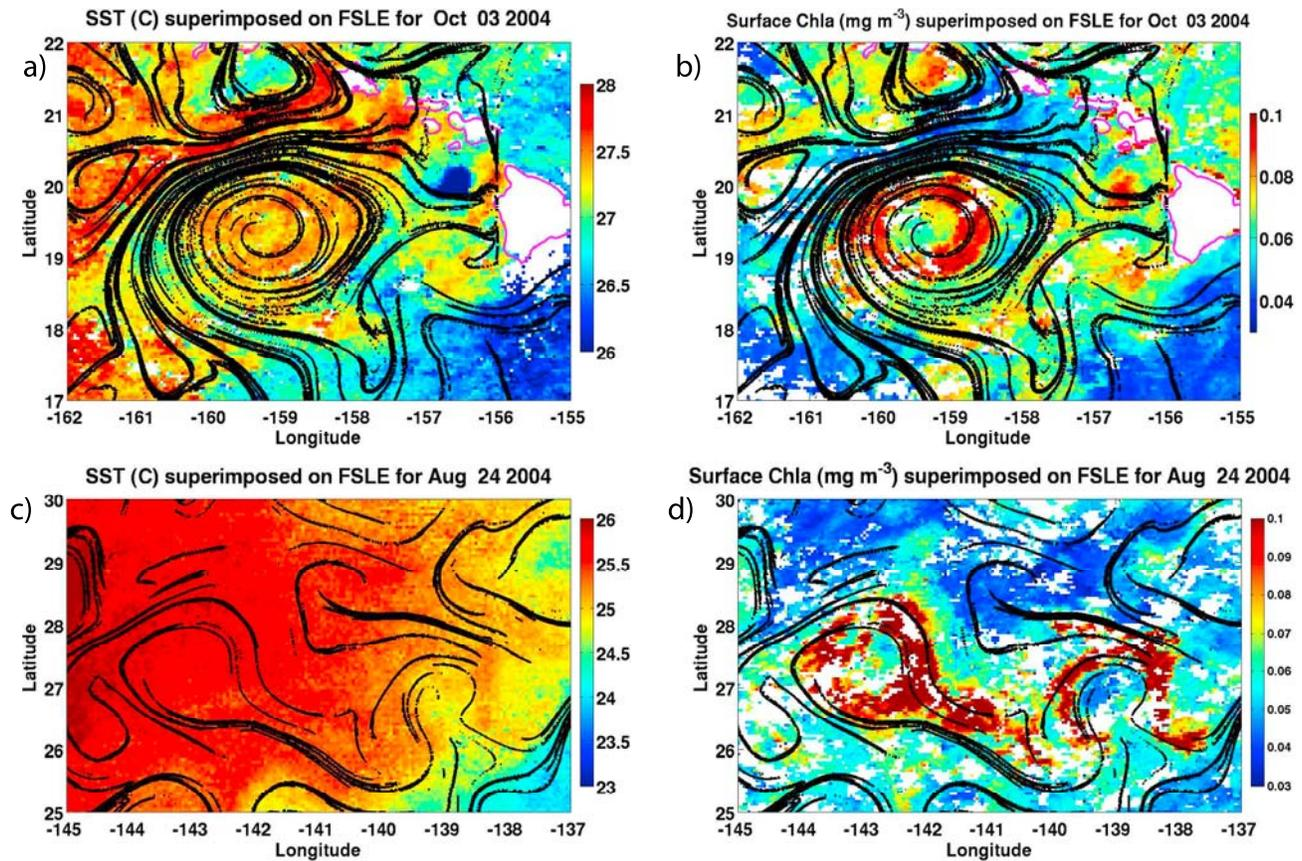 SST (C) superimposed on FSLE for Oct 03 2004
a)
22
21
20
19
18
17
Latitude
-162 -161 -160 -159 -158 -157 -156 -155
Longitude
28
27.5
27
26.5
26
Surface Chla (mg m-3) superimposed on FSLE for Oct 03 2004
b)
22
21
20
19
18
17
Latitude
-162 -161 -160 -159 -158 -157 -156 -155
Longitude
0.1
0.08
0.06
0.04
SST (C) superimposed on FSLE for Aug 24 2004
c)
30
29
28
27
26
25
Latitude
-145 -144 -143 -142 -141 -140 -139 -138 -137
Longitude
26
25.5
25
24.5
24
23.5
23
Surface Chla (mg m-3) superimposed on FSLE for Aug 24 2004
d)
30
29
28
27
26
25
Latitude
-145 -144 -143 -142 -141 -140 -139 -138 -137
Longitude
0.1
0.09
0.08
0.07
0.06
0.05
0.04
0.03